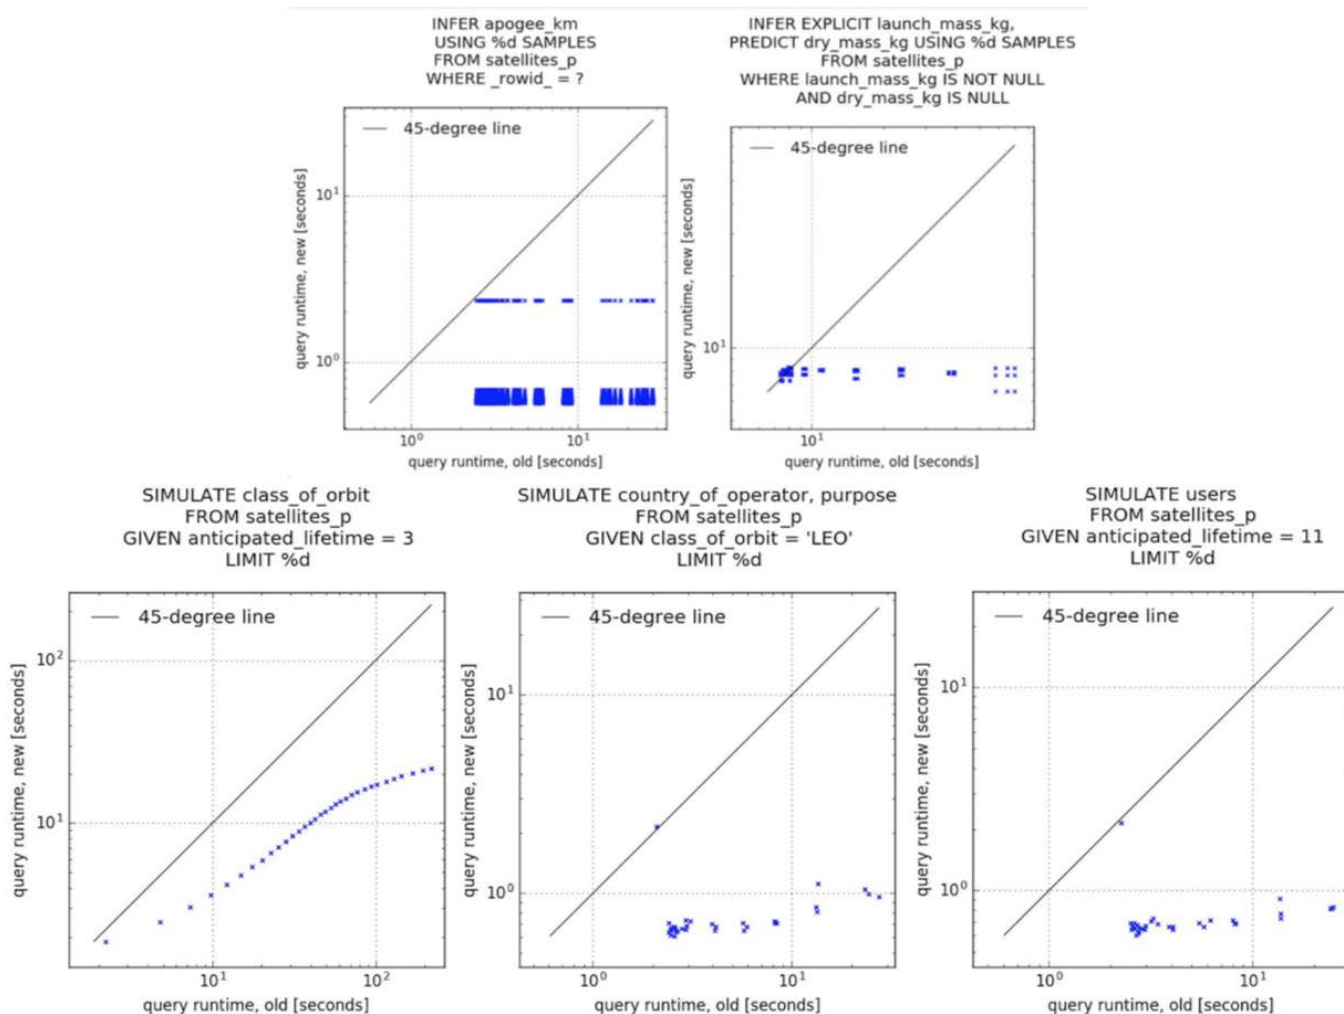 INFER apogee_km
USING %d SAMPLES
FROM satellites_p
WHERE _rowid_ = ?
45-degree line
query runtime, new [seconds]
10^1
10^0
10^0
10^1
query runtime, old [seconds]
INFER EXPLICIT launch_mass_kg,
PREDICT dry_mass_kg USING %d SAMPLES
FROM satellites_p
WHERE launch_mass_kg IS NOT NULL
AND dry_mass_kg IS NULL
45-degree line
query runtime, new [seconds]
10^1
10^1
query runtime, old [seconds]
SIMULATE class_of_orbit
FROM satellites_p
GIVEN anticipated_lifetime = 3
LIMIT %d
45-degree line
query runtime, new [seconds]
10^2
10^1
10^1
10^2
query runtime, old [seconds]
SIMULATE country_of_operator, purpose
FROM satellites_p
GIVEN class_of_orbit = 'LEO'
LIMIT %d
45-degree line
query runtime, new [seconds]
10^1
10^0
10^0
10^1
query runtime, old [seconds]
SIMULATE users
FROM satellites_p
GIVEN anticipated_lifetime = 11
LIMIT %d
45-degree line
query runtime, new [seconds]
10^1
10^0
10^0
10^1
query runtime, old [seconds]